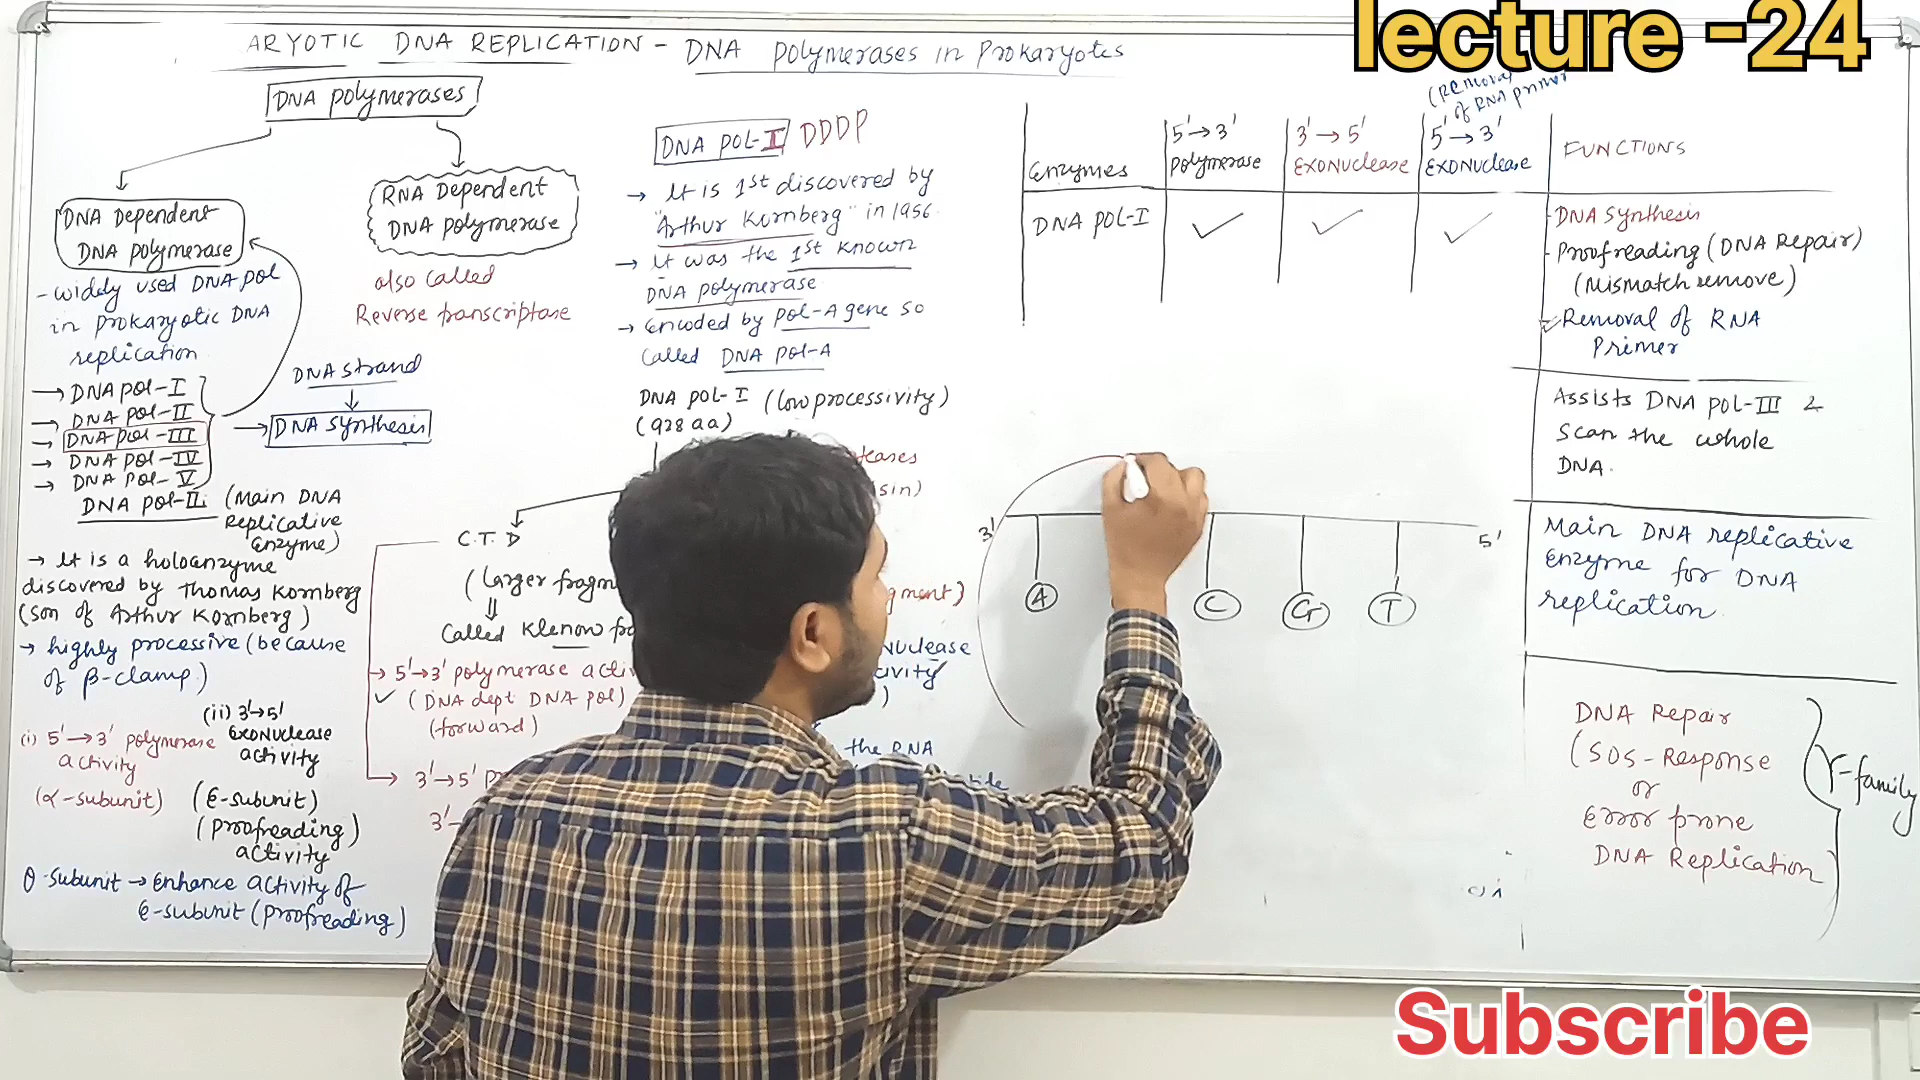 lecture -24
ARYOTIC DNA REPLICATION - DNA Polymerases in Prokaryotes
DNA Polymerases
DNA Dependent
DNA Polymerase
- widely used DNA pol
in prokaryotic DNA
replication
→ DNA pol-I
→ DNA pol-II
→ DNA pol-III
→ DNA pol-IV
→ DNA pol-V
RNA Dependent
DNA polymerase
also called
Reverse transcriptase
DNA strand
↓
→ DNA synthesis
(Main DNA
Replicative
Enzyme)
→ It is a holoenzyme
discovered by Thomas Kornberg
(son of Arthur Kornberg)
→ highly processive (because
of β-clamp)
(i) 5'→3' polymerase
activity
(α-subunit)
(ii) 3'→5'
Exonuclease
activity
(ε-subunit)
(Proofreading)
activity
θ-subunit → Enhance activity of
ε-subunit (Proofreading)
DNA Pol-I DDDP
→ It is 1st discovered by
"Arthur Kornberg" in 1956.
→ It was the 1st known
DNA polymerase
→ Encoded by pol-A gene so
called DNA pol-A
DNA pol-I (low processivity)
(928 aa)
C.T.D
(larger
⇓
called Klenow
→ 5'→3' polymerase
✓ (DNA dept DNA pol)
(forward)
→ 3'→5'
the RNA
Enzymes
5'→3'
polymerase
3'→5'
Exonuclease
of RNA primer
5'→3'
Exonuclease
FUNCTIONS
DNA Pol-I
✓
✓
✓
- DNA synthesis
- Proofreading (DNA Repair)
(Mismatch remove)
- Removal of RNA
Primer
Assists DNA pol-III &
scan the whole
DNA.
Main DNA replicative
Enzyme for DNA
replication.
DNA Repair
(SOS-Response
or
Error prone
DNA Replication
Y-family
3' 5'
A C G T
Subscribe